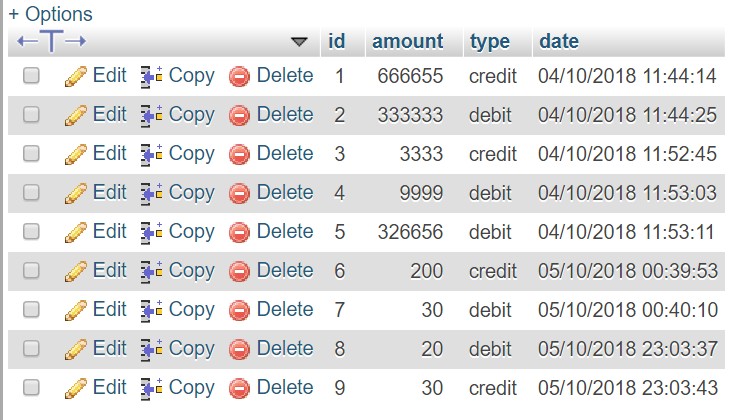 + Options
id amount type date
Edit Copy Delete 1 666655 credit 04/10/2018 11:44:14
Edit Copy Delete 2 333333 debit 04/10/2018 11:44:25
Edit Copy Delete 3 3333 credit 04/10/2018 11:52:45
Edit Copy Delete 4 9999 debit 04/10/2018 11:53:03
Edit Copy Delete 5 326656 debit 04/10/2018 11:53:11
Edit Copy Delete 6 200 credit 05/10/2018 00:39:53
Edit Copy Delete 7 30 debit 05/10/2018 00:40:10
Edit Copy Delete 8 20 debit 05/10/2018 23:03:37
Edit Copy Delete 9 30 credit 05/10/2018 23:03:43